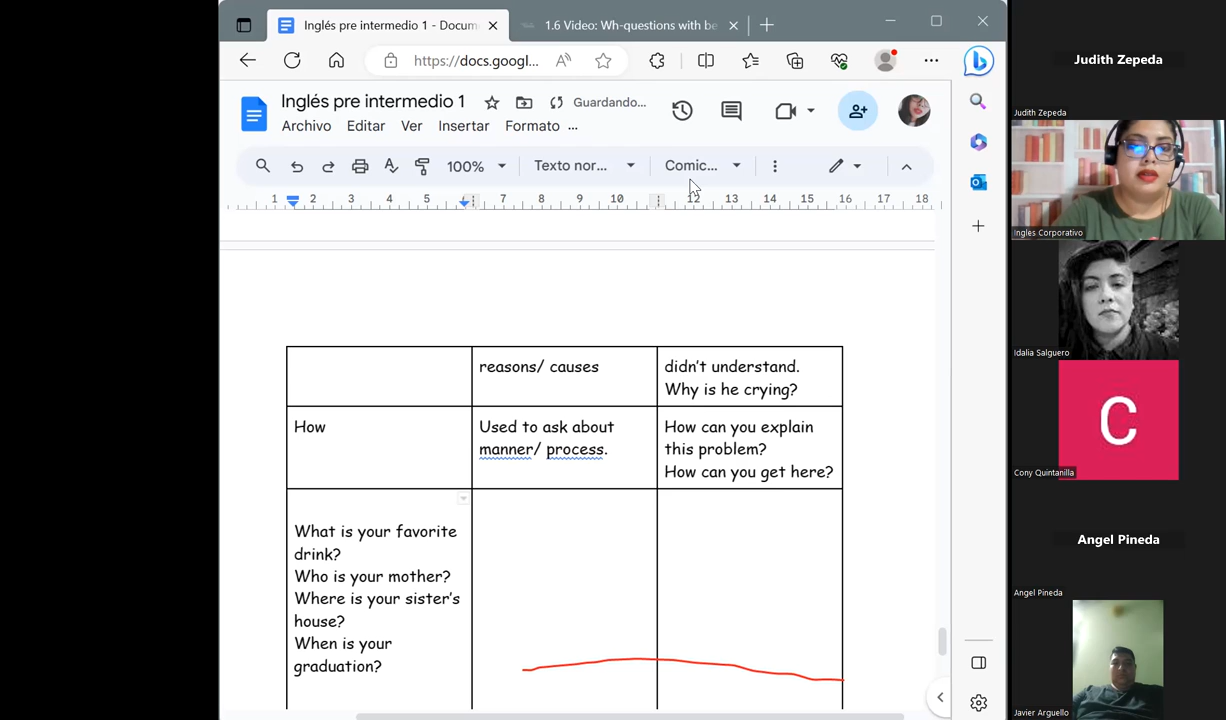 Inglés pre intermedio 1 - Docum
1.6 Video: Wh-questions with be
https://docs.googl...
Inglés pre intermedio 1
Guardando...
Archivo Editar Ver Insertar Formato ...
100% Texto nor... Comic...
1 2 3 4 5 7 8 9 10 12 13 14 15 16 17 18
reasons/ causes
didn't understand.
Why is he crying?
How
Used to ask about
manner/ process.
How can you explain
this problem?
How can you get here?
What is your favorite
drink?
Who is your mother?
Where is your sister's
house?
When is your
graduation?
Judith Zepeda
Judith Zepeda
Ingles Corporativo
Idalia Salguero
C
Cony Quintanilla
Angel Pineda
Angel Pineda
Javier Arguello